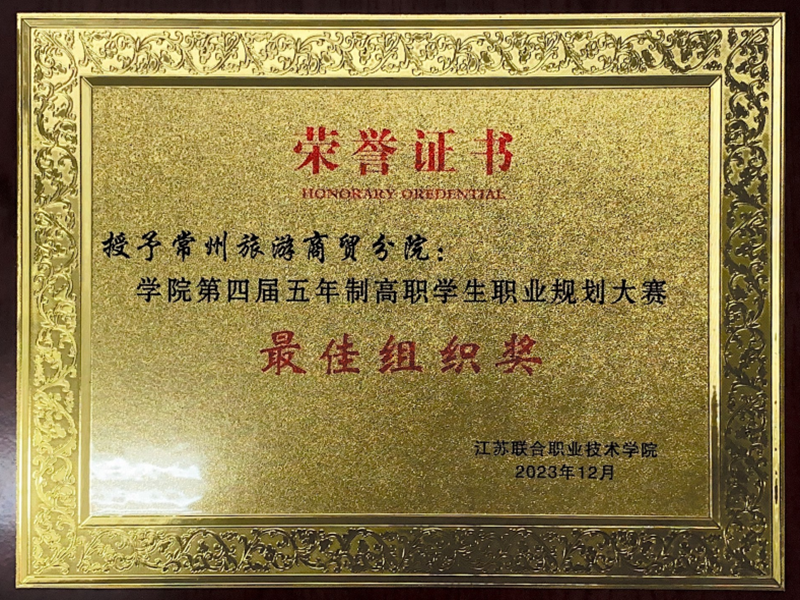 荣誉证书
HONORARY OREDENTIAL
授予常州旅游商贸分院：
学院第四届五年制高职学生职业规划大赛
最佳组织奖
江苏联合职业技术学院
2023年12月